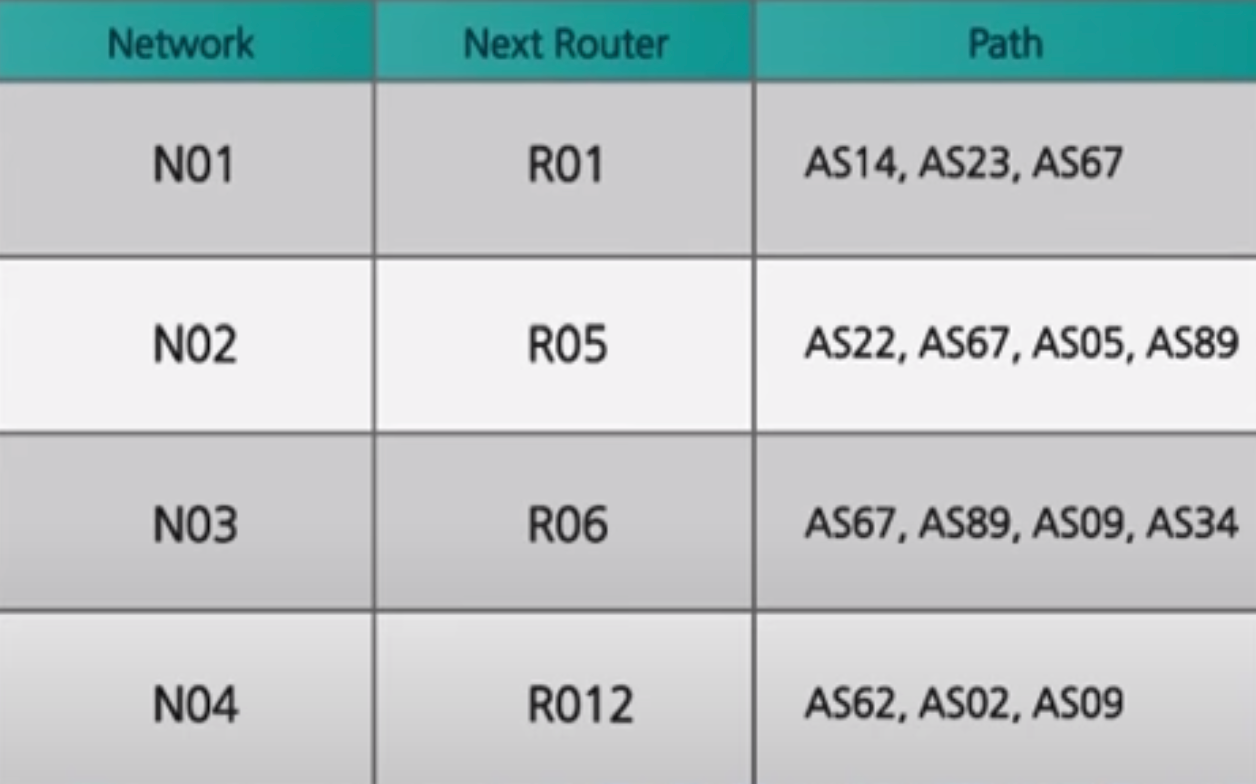 Network Next Router Path
N01 R01 AS14, AS23, AS67
N02 R05 AS22, AS67, AS05, AS89
N03 R06 AS67, AS89, AS09, AS34
N04 R012 AS62, AS02, AS09